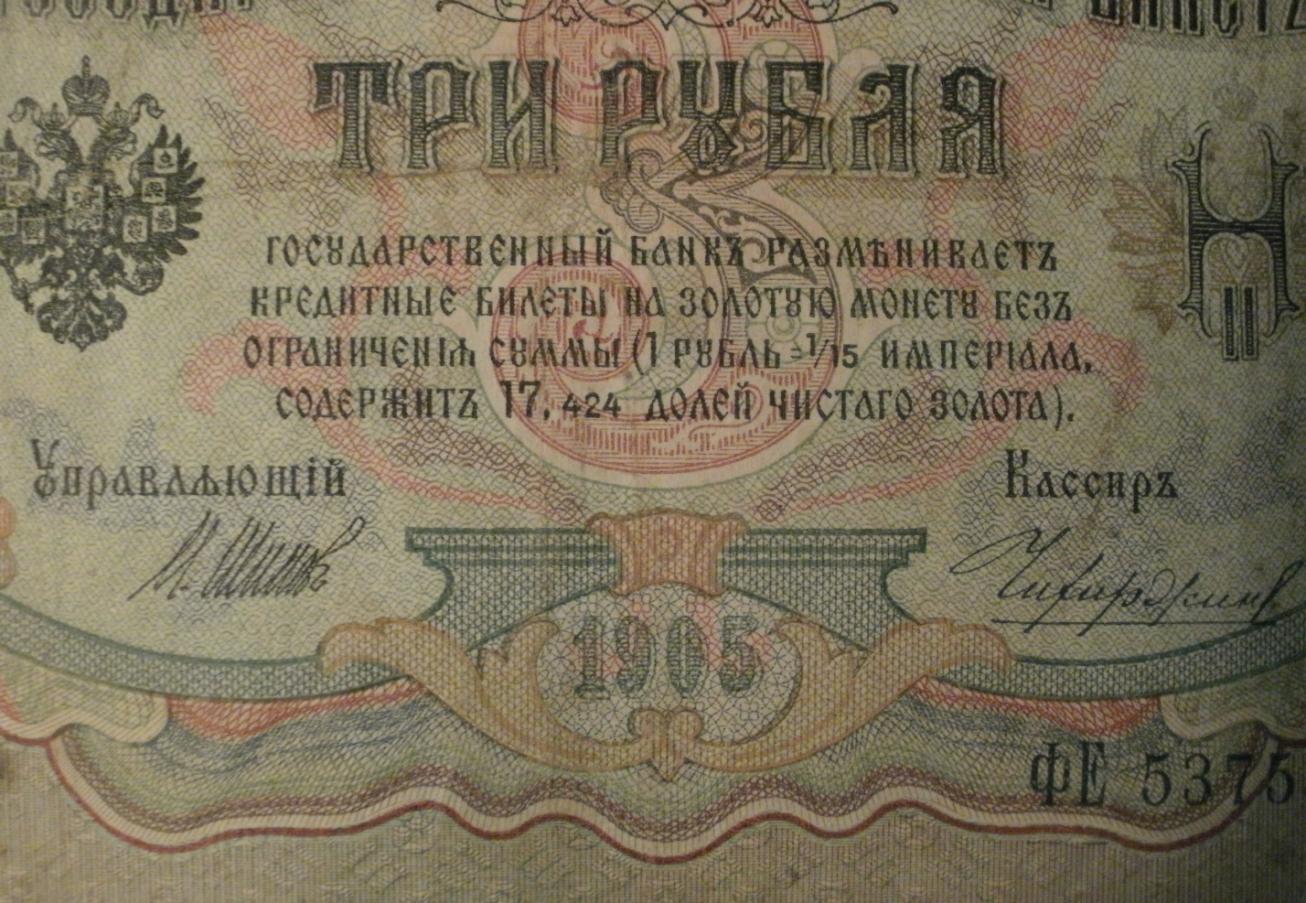 ТРИ РУБЛЯ
ГОСУДАРСТВЕННЫЙ БАНКЪ РАЗМѢНИВАЕТЪ
КРЕДИТНЫЕ БИЛЕТЫ НА ЗОЛОТУЮ МОНЕТУ БЕЗЪ
ОГРАНИЧЕНІЯ СУММЫ (1 РУБЛЬ = 1/15 ИМПЕРІАЛА,
СОДЕРЖИТЪ 17, 424 ДОЛЕЙ ЧИСТАГО ЗОЛОТА).
Управляющій
Кассиръ
И. Шипов
1905
ФЕ 5375